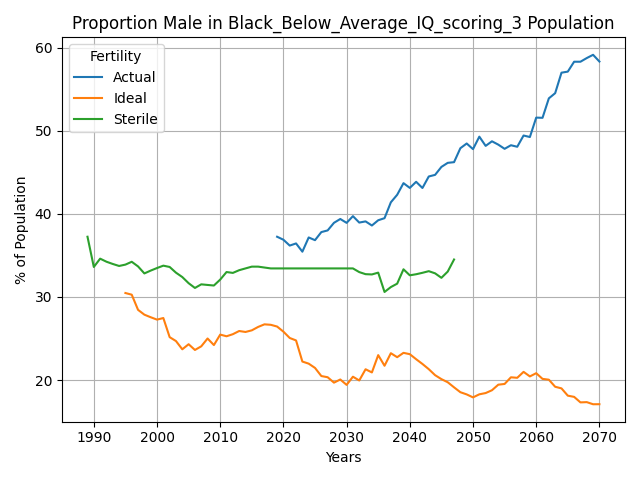 Proportion Male in Black_Below_Average_IQ_scoring_3 Population
Fertility
Actual
Ideal
Sterile
% of Population
60
50
40
30
20
1990 2000 2010 2020 2030 2040 2050 2060 2070
Years